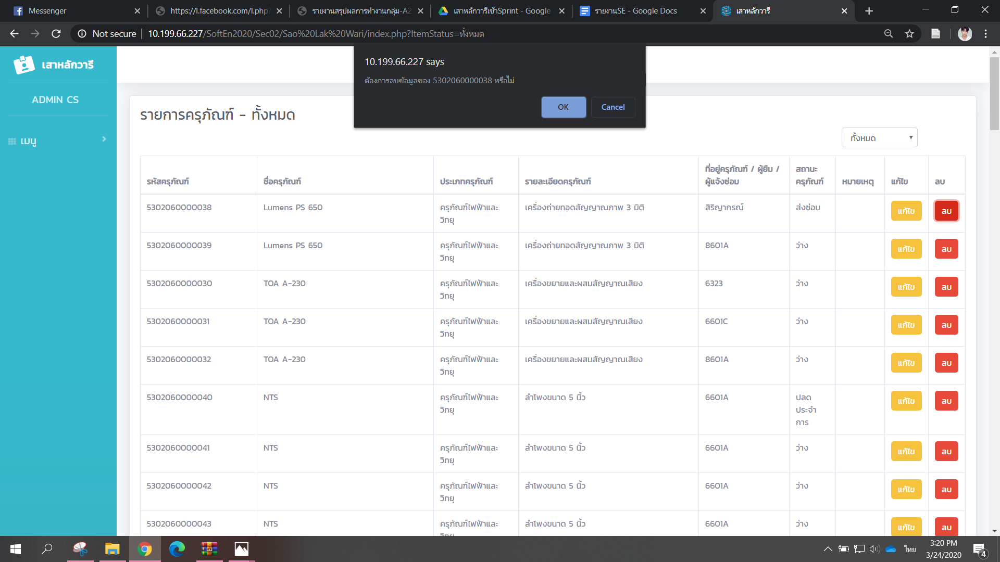 Messenger
https://l.facebook.com/l.php?
รายงานสรุปผลการทำงานกลุ่ม-A2
เสาหลักวารีเช้าSprint - Google
รายงานSE - Google Docs
เสาหลักวารี
Not secure
10.199.66.227/SoftEn2020/Sec02/Sao%20Lak%20Wari/index.php?ItemStatus=ทั้งหมด
เสาหลักวารี
ADMIN CS
เมนู
10.199.66.227 says
ต้องการลบข้อมูลของ 5302060000038 หรือไม่
OK
Cancel
รายการครุภัณฑ์ - ทั้งหมด
ทั้งหมด
รหัสครุภัณฑ์ ชื่อครุภัณฑ์ ประเภทครุภัณฑ์ รายละเอียดครุภัณฑ์ ที่อยู่ครุภัณฑ์ / ผู้ยืม / ผู้แจ้งซ่อม สถานะครุภัณฑ์ หมายเหตุ แก้ไข ลบ
5302060000038 Lumens PS 650 ครุภัณฑ์ไฟฟ้าและวิทยุ เครื่องถ่ายทอดสัญญาณภาพ 3 มิติ สิริญากรณ์ ส่งซ่อม แก้ไข ลบ
5302060000039 Lumens PS 650 ครุภัณฑ์ไฟฟ้าและวิทยุ เครื่องถ่ายทอดสัญญาณภาพ 3 มิติ 8601A ว่าง แก้ไข ลบ
5302060000030 TOA A-230 ครุภัณฑ์ไฟฟ้าและวิทยุ เครื่องขยายและผสมสัญญาณเสียง 6323 ว่าง แก้ไข ลบ
5302060000031 TOA A-230 ครุภัณฑ์ไฟฟ้าและวิทยุ เครื่องขยายและผสมสัญญาณเสียง 6601C ว่าง แก้ไข ลบ
5302060000032 TOA A-230 ครุภัณฑ์ไฟฟ้าและวิทยุ เครื่องขยายและผสมสัญญาณเสียง 8601A ว่าง แก้ไข ลบ
5302060000040 NTS ครุภัณฑ์ไฟฟ้าและวิทยุ ลำโพงขนาด 5 นิ้ว 6601A ปลดประจำการ แก้ไข ลบ
5302060000041 NTS ครุภัณฑ์ไฟฟ้าและวิทยุ ลำโพงขนาด 5 นิ้ว 6601A ว่าง แก้ไข ลบ
5302060000042 NTS ครุภัณฑ์ไฟฟ้าและวิทยุ ลำโพงขนาด 5 นิ้ว 6601A ว่าง แก้ไข ลบ
5302060000043 NTS ครุภัณฑ์ไฟฟ้าและวิทยุ ลำโพงขนาด 5 นิ้ว 6601A ว่าง แก้ไข ลบ
ไทย
3:20 PM
3/24/2020
4